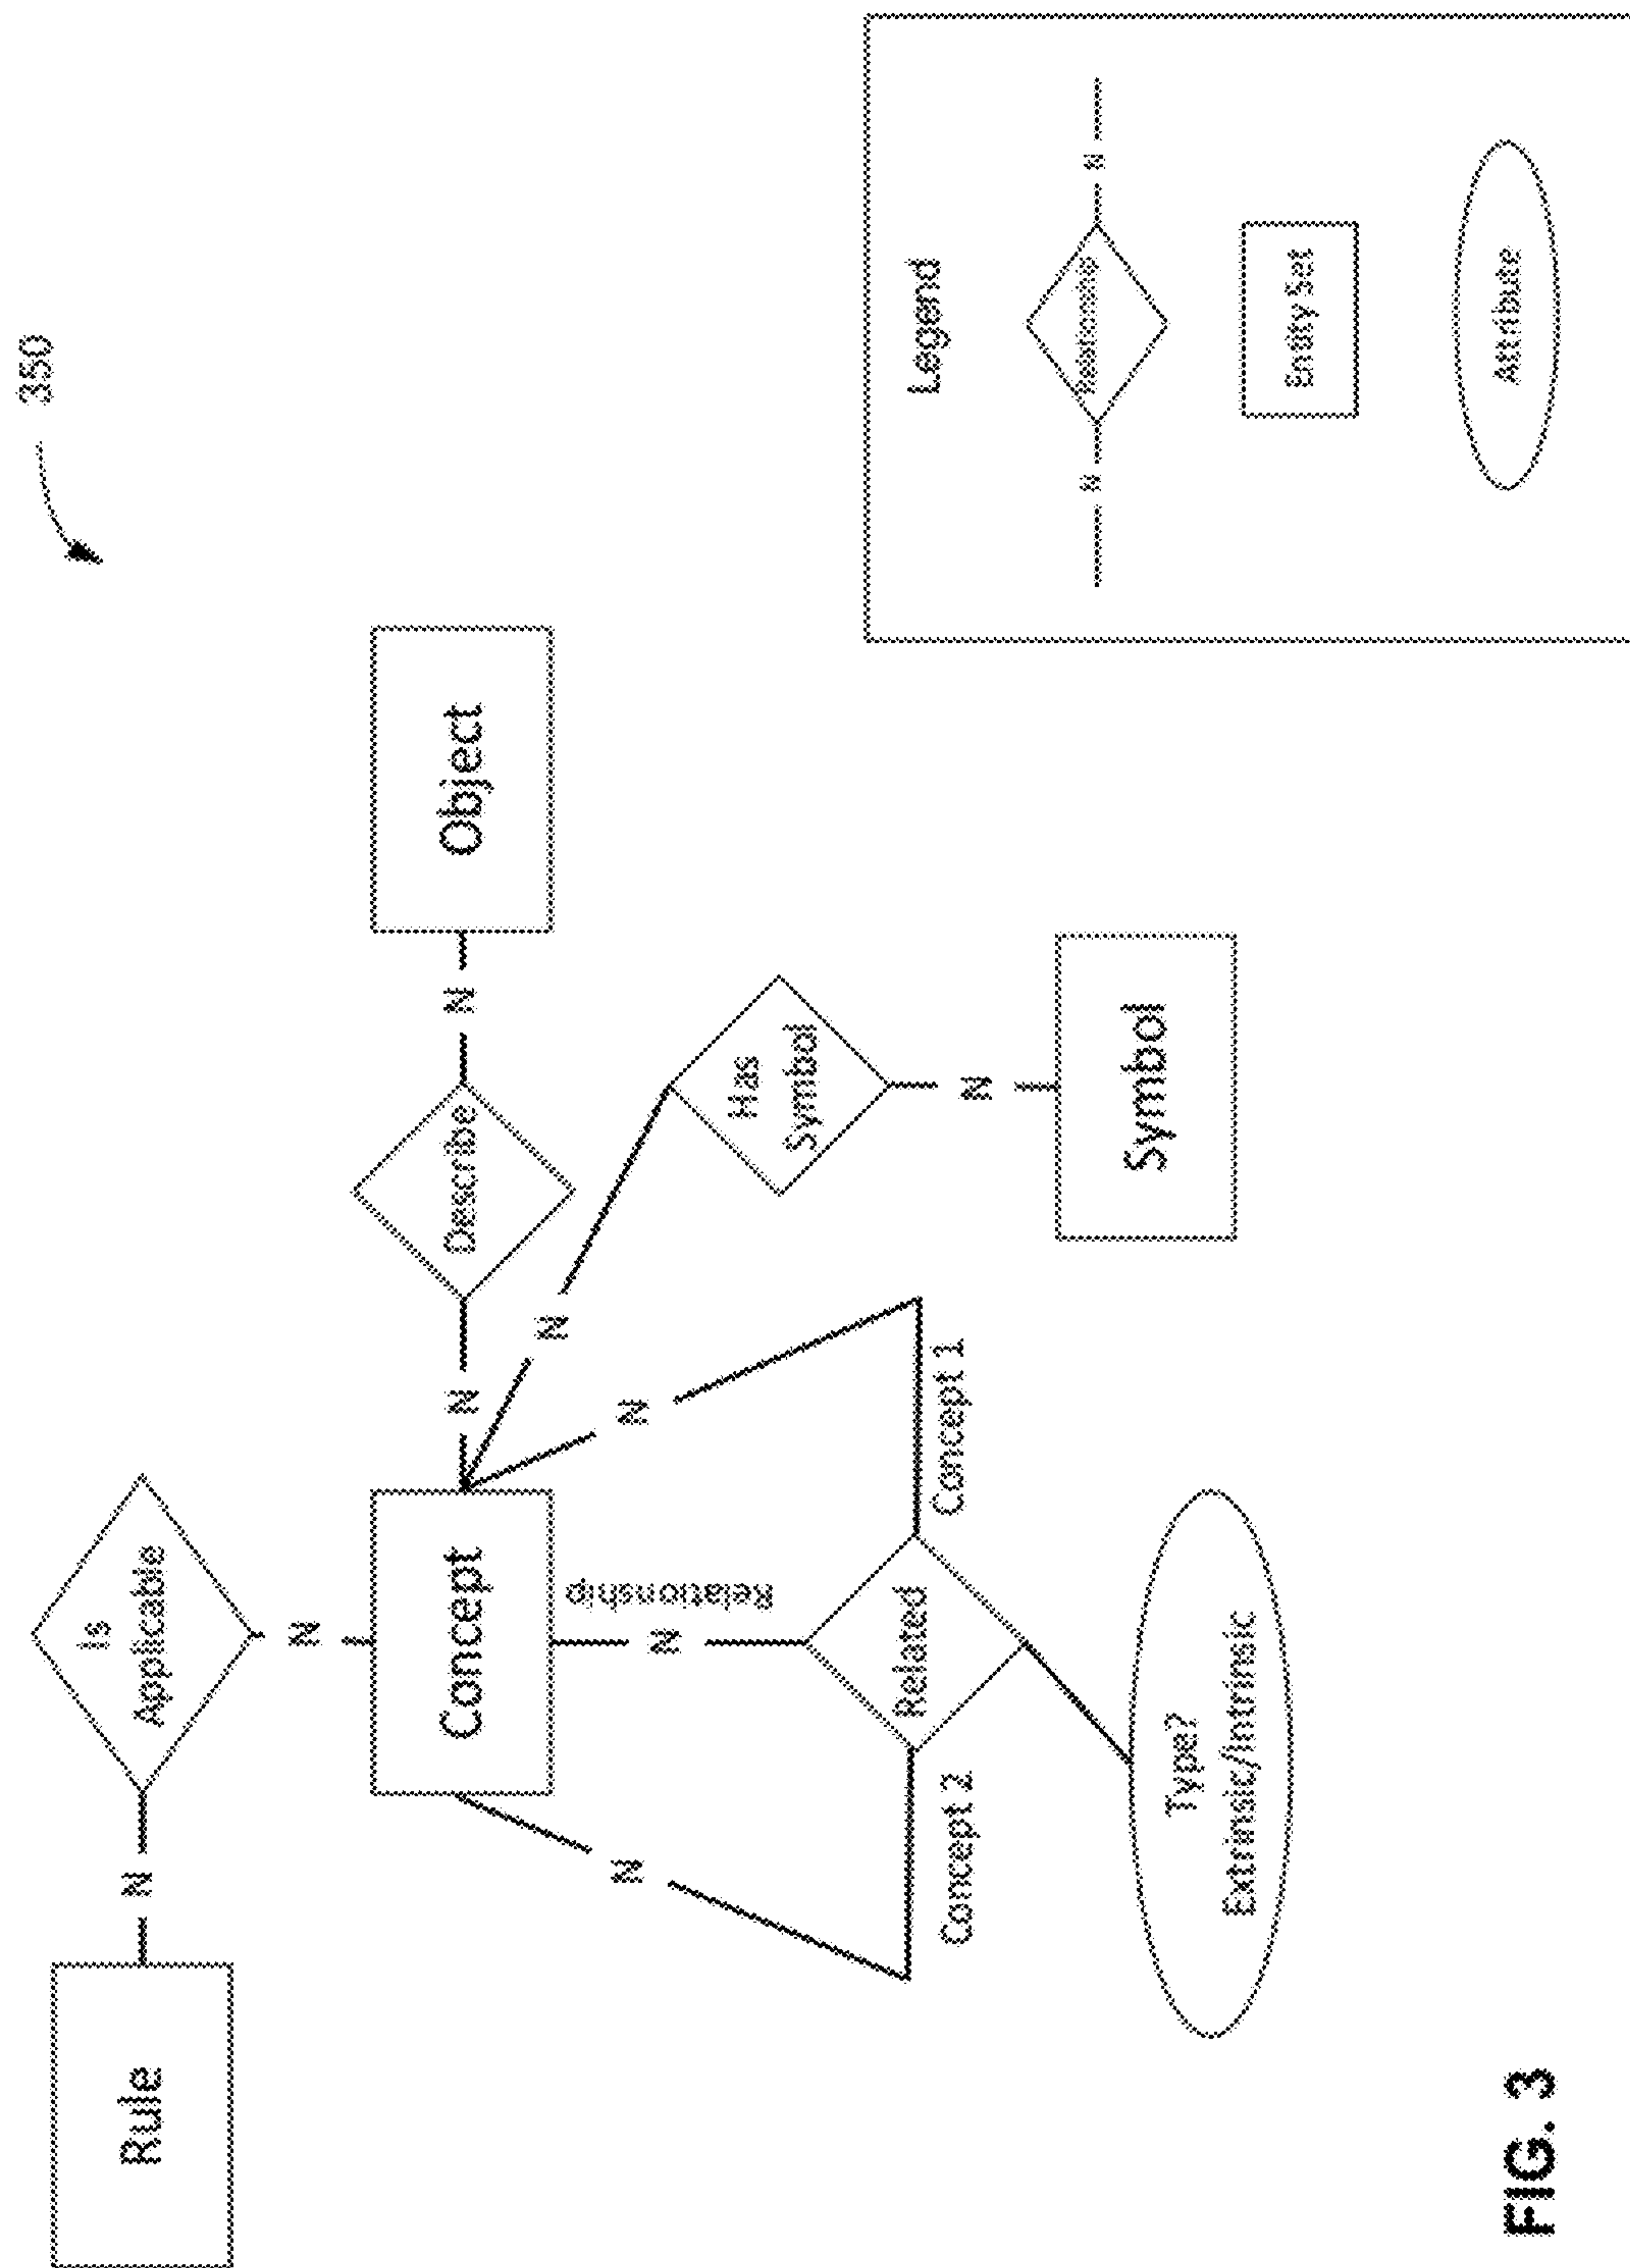 350
Rule
N
Is
Applicable
N
Concept
N
Describe
N
Object
N
Has
Symbol
N
Symbol
Relationship
N
N
N
Related
Concept 2
Concept 1
Type?
Extrinsic/Intrinsic
Legend
N
Relationship
N
Entity Set
Attribute
FIG. 3